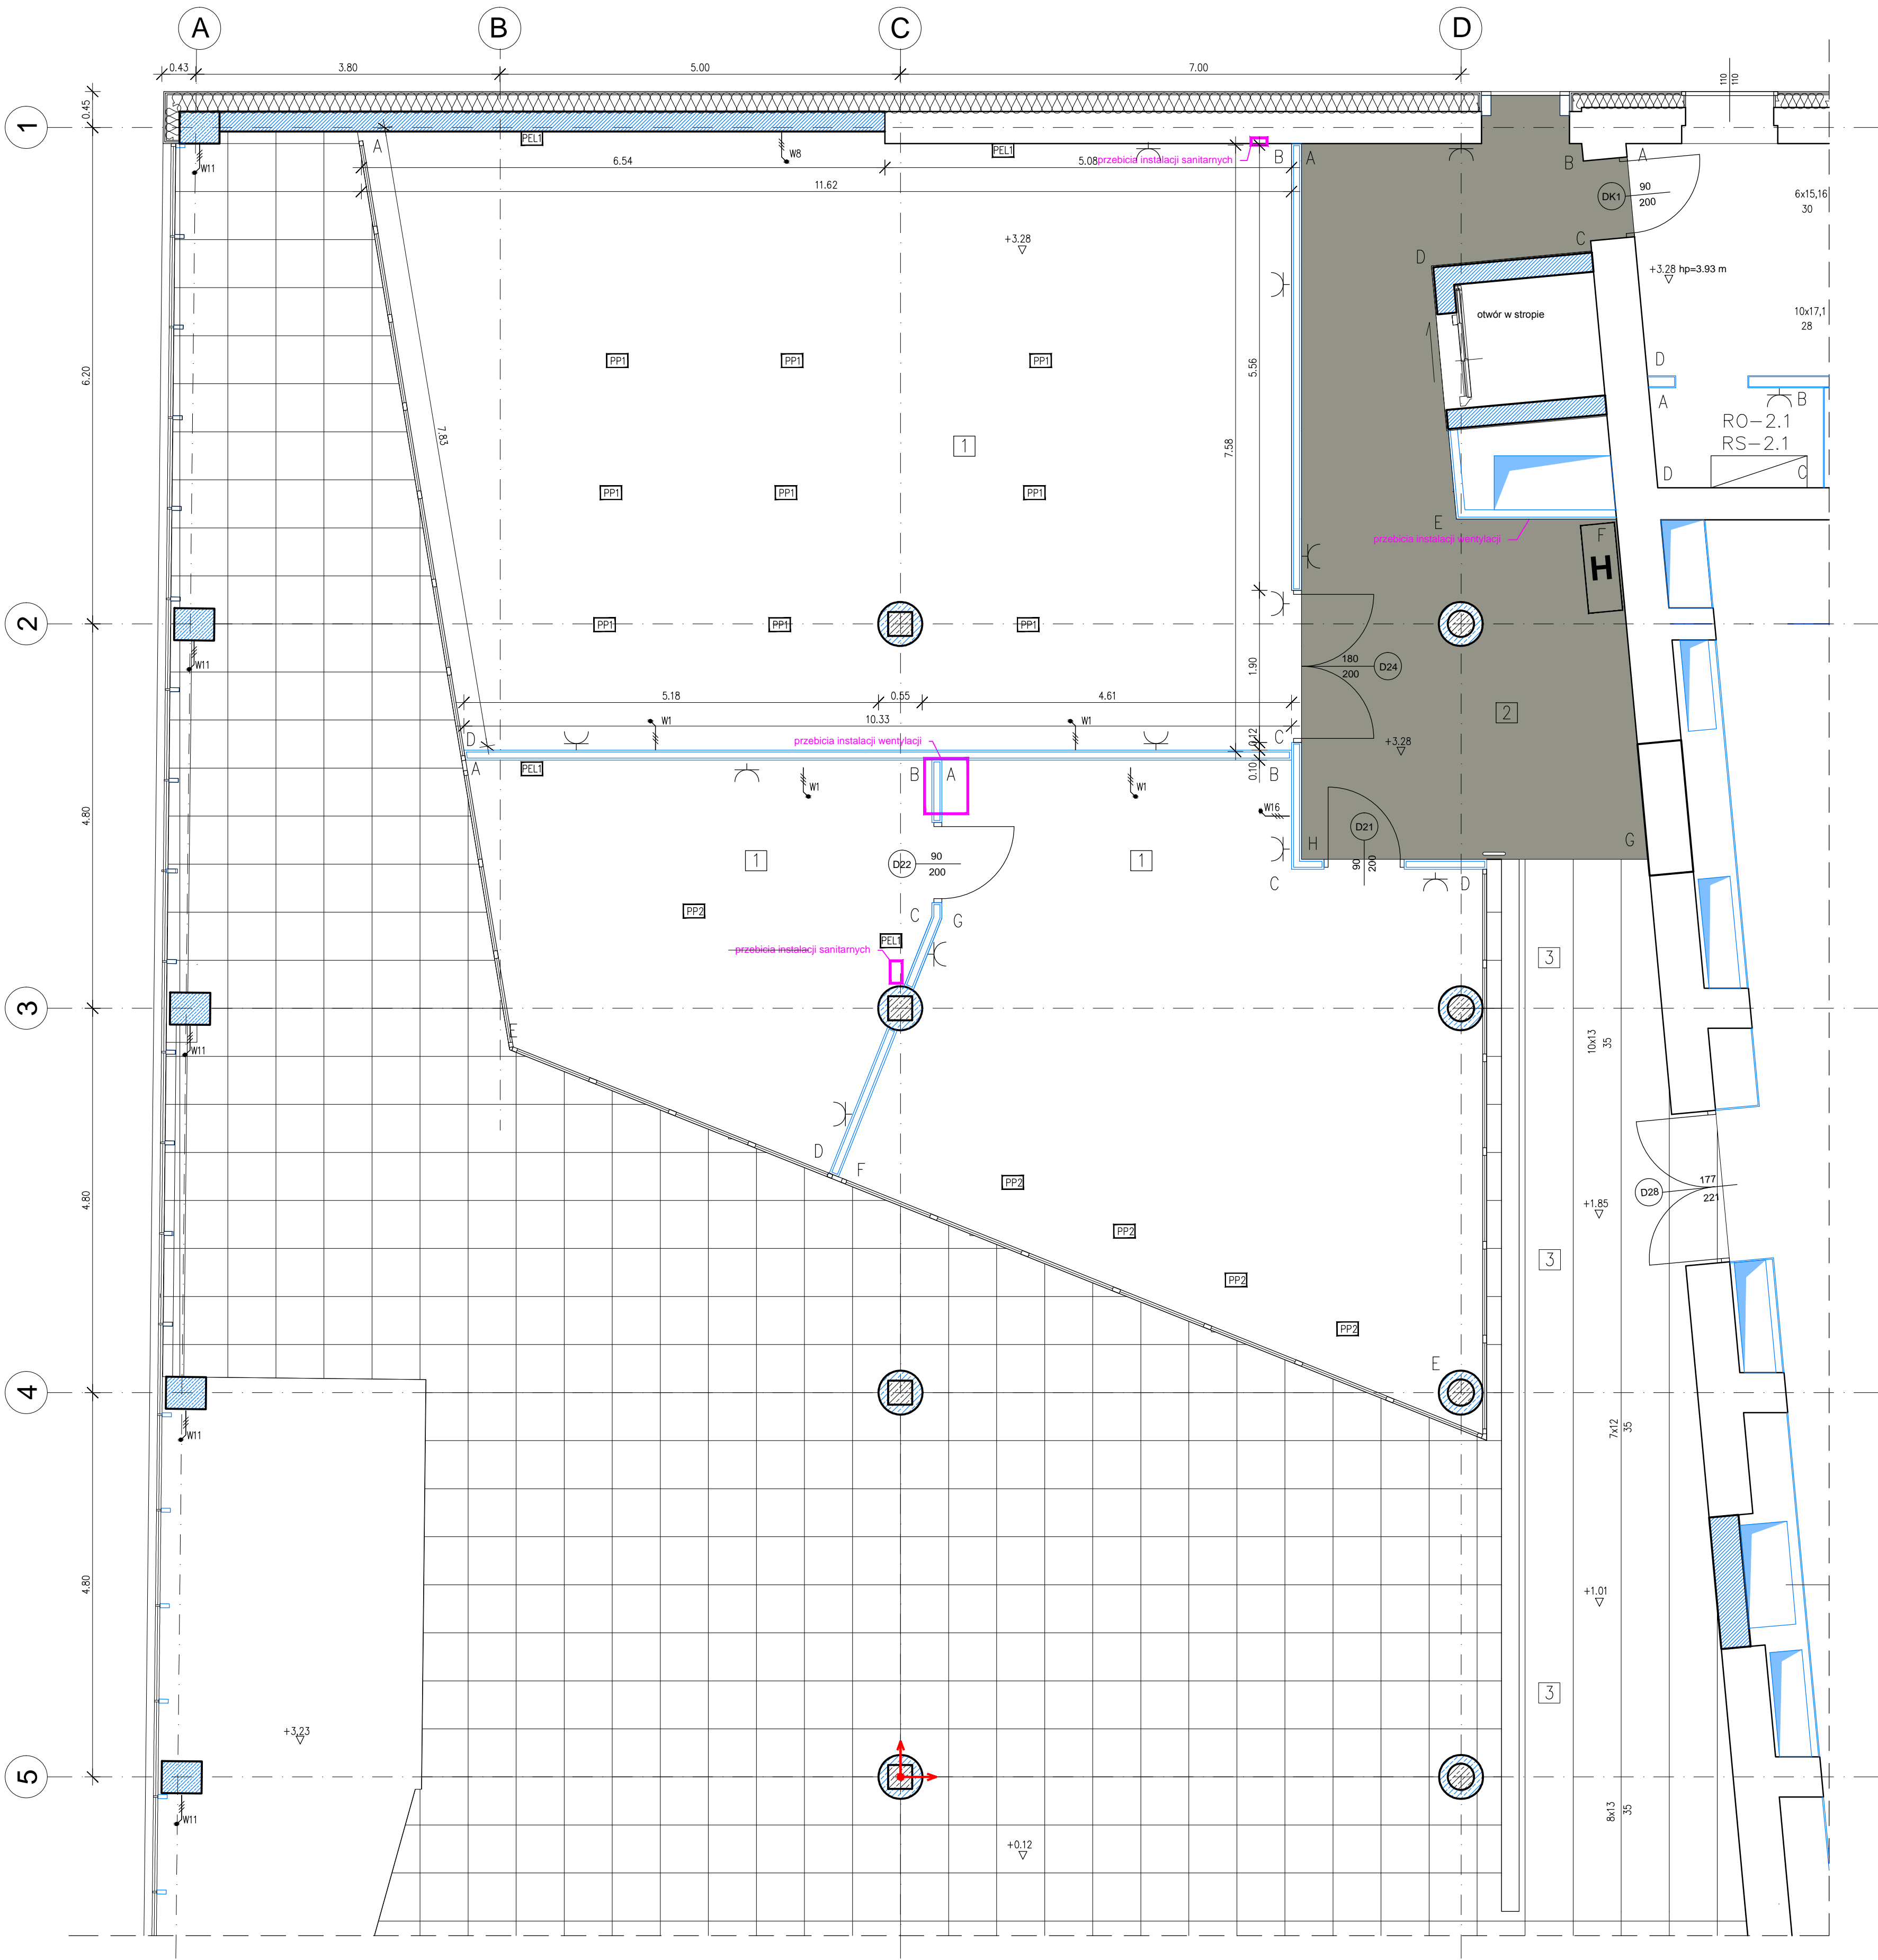 A
B
C
D
0.43
3.80
5.00
7.00
110
110
0.45
1
A
PEL1
W8
PEL1
przebicia instalacji sanitarnych
B
A
B
A
W11
6.54
5.08
11.62
DK1
90
200
6x15,16
30
+3.28
C
D
+3.28 hp=3.93 m
otwór w stropie
10x17,1
28
6.20
PP1
PP1
PP1
5.56
D
A
B
7.83
1
7.58
RO-2.1
RS-2.1
D
C
PP1
PP1
PP1
E
przebicia instalacji wentylacji
F
H
2
PP1
PP1
PP1
W11
1.90
180
200
D24
5.18
0.55
4.61
10.33
W1
W1
2
D
przebicia instalacji wentylacji
C
0.12
+3.28
A
PEL1
B
A
B
0.10
W1
W1
W16
4.80
D22
90
200
1
1
H
D21
90
200
G
C
D
PP2
C
G
PEL1
przebicia instalacji sanitarnych
3
3
W11
E
10x13
35
D
F
PP2
177
221
D28
4.80
+1.85
PP2
3
PP2
PP2
E
4
W11
7x12
35
4.80
+1.01
3
+3.23
5
W11
8x13
35
+0.12